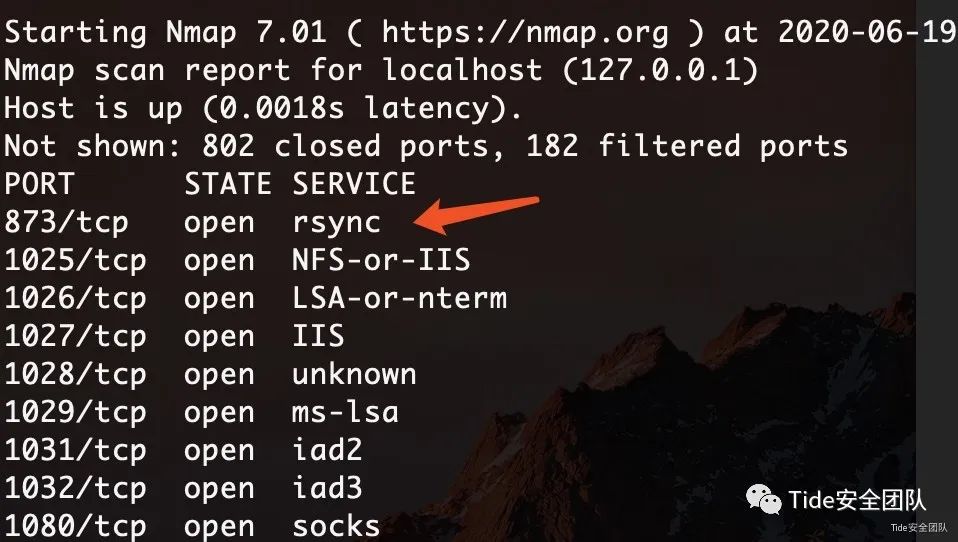 Starting Nmap 7.01 ( https://nmap.org ) at 2020-06-19
Nmap scan report for localhost (127.0.0.1)
Host is up (0.0018s latency).
Not shown: 802 closed ports, 182 filtered ports
PORT STATE SERVICE
873/tcp open rsync
1025/tcp open NFS-or-IIS
1026/tcp open LSA-or-nterm
1027/tcp open IIS
1028/tcp open unknown
1029/tcp open ms-lsa
1031/tcp open iad2
1032/tcp open iad3
1080/tcp open socks
Tide安全团队
Tide安全团队